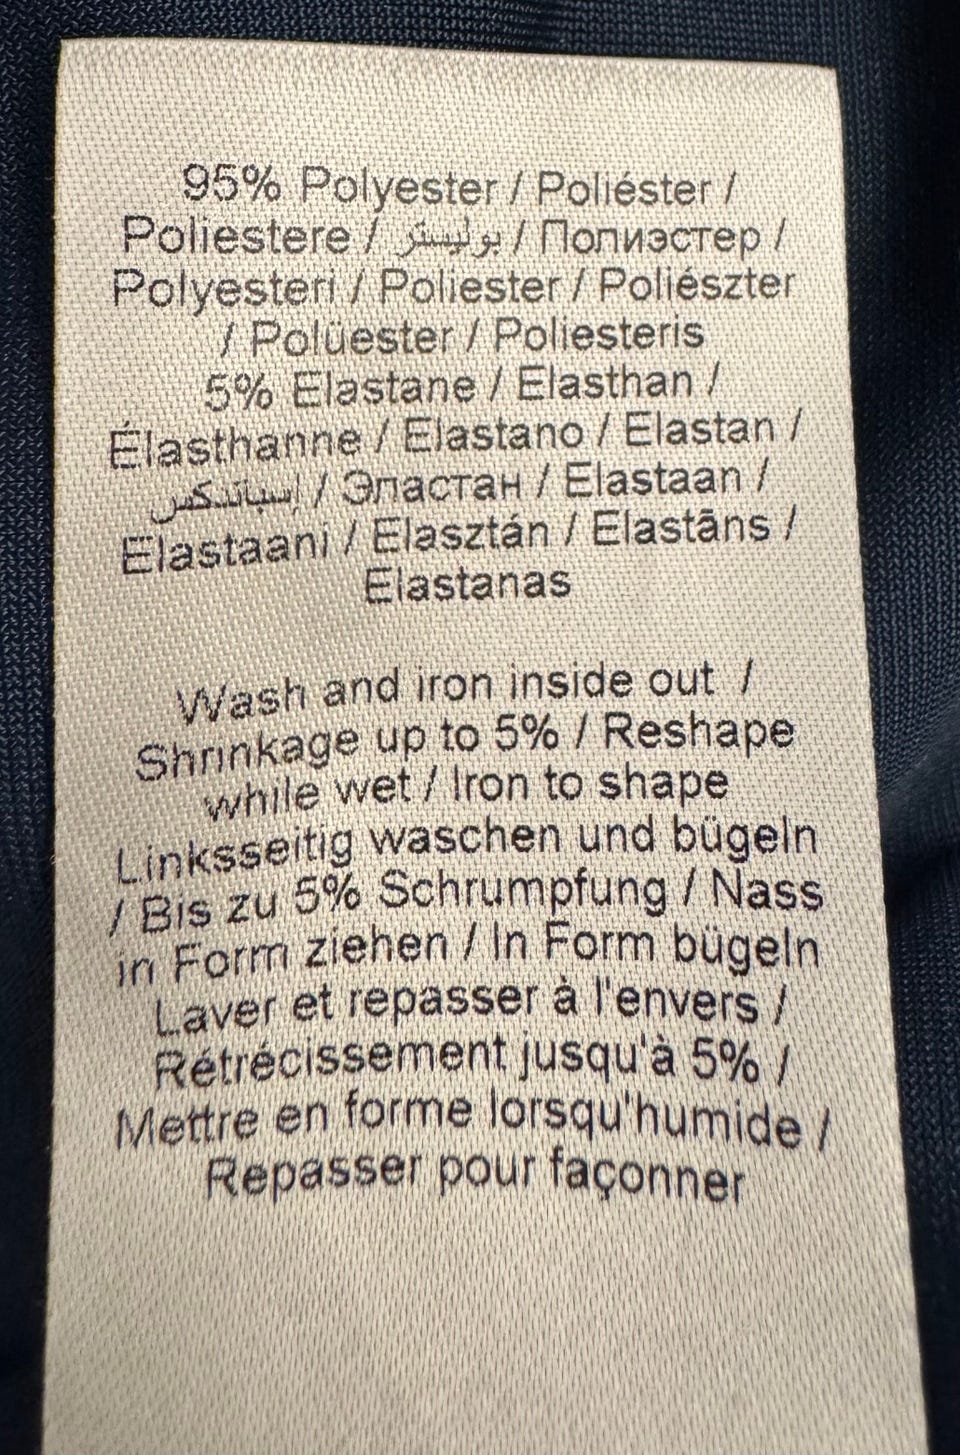 95% Polyester / Poliéster /
Poliestere / بوليستر / Полиэстер /
Polyesteri / Poliester / Poliészter
/ Polüester / Poliesteris
5% Elastane / Elasthan /
Élasthanne / Elastano / Elastan /
إسباندكس / Эластан / Elastaan /
Elastaani / Elasztán / Elastāns /
Elastanas
Wash and iron inside out /
Shrinkage up to 5% / Reshape
while wet / Iron to shape
Linksseitig waschen und bügeln
/ Bis zu 5% Schrumpfung / Nass
in Form ziehen / In Form bügeln
Laver et repasser à l'envers /
Rétrécissement jusqu'à 5% /
Mettre en forme lorsqu'humide /
Repasser pour façonner